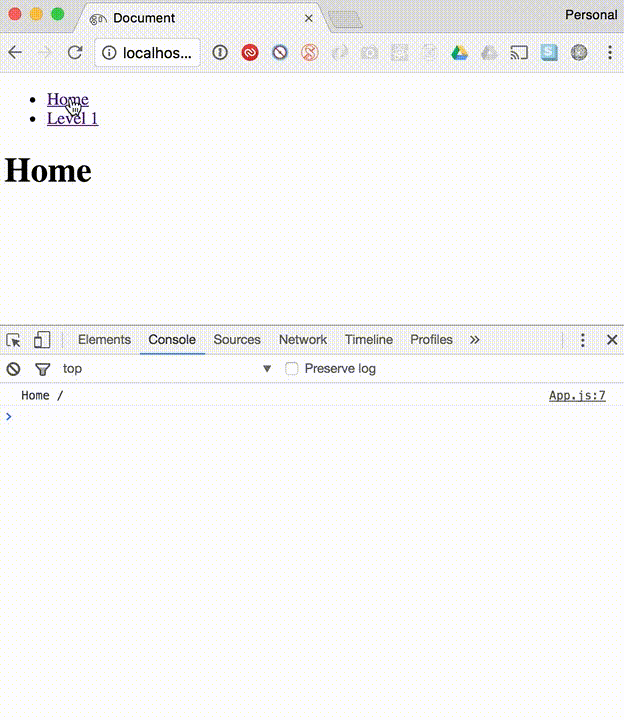 Document
Personal
localhos...
Home
Level 1
Home
Elements Console Sources Network Timeline Profiles
top Preserve log
Home / App.js:7